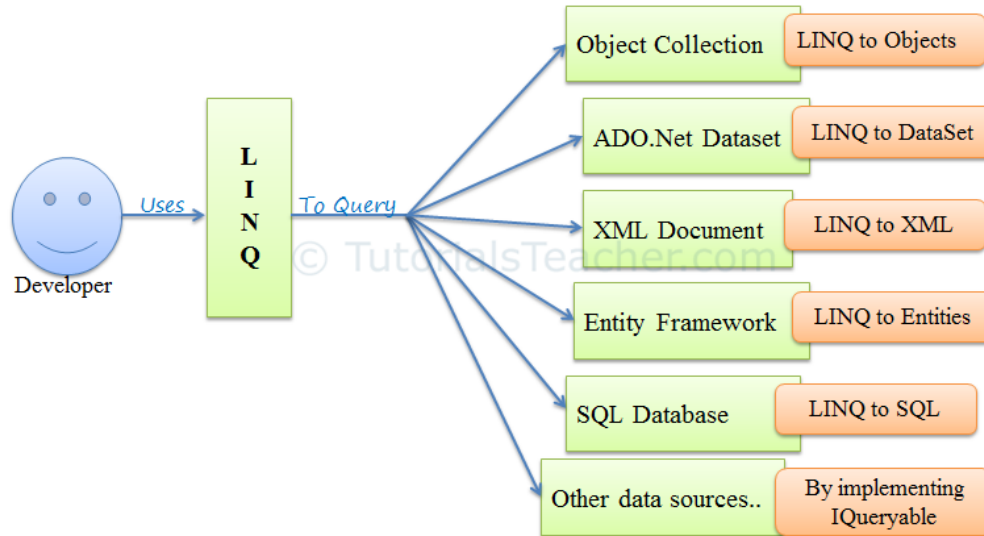 Object Collection
LINQ to Objects
ADO.Net Dataset
LINQ to DataSet
L
I
N
Q
Uses
To Query
XML Document
LINQ to XML
© TutorialsTeacher.com
Developer
Entity Framework
LINQ to Entities
SQL Database
LINQ to SQL
Other data sources..
By implementing
IQueryable